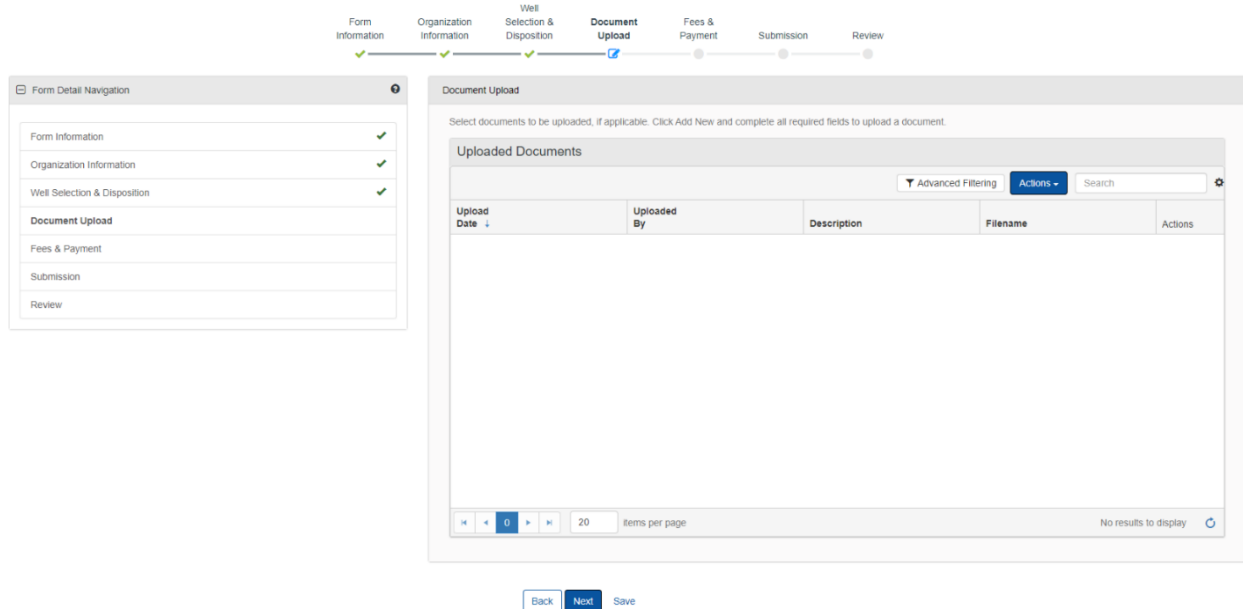 Form Information
Organization Information
Well Selection & Disposition
Document Upload
Fees & Payment
Submission
Review
Form Detail Navigation
Form Information
Organization Information
Well Selection & Disposition
Document Upload
Fees & Payment
Submission
Review
Document Upload
Select documents to be uploaded, if applicable. Click Add New and complete all required fields to upload a document.
Uploaded Documents
Advanced Filtering
Actions
Search
Upload Date
Uploaded By
Description
Filename
Actions
0
20
items per page
No results to display
Back
Next
Save